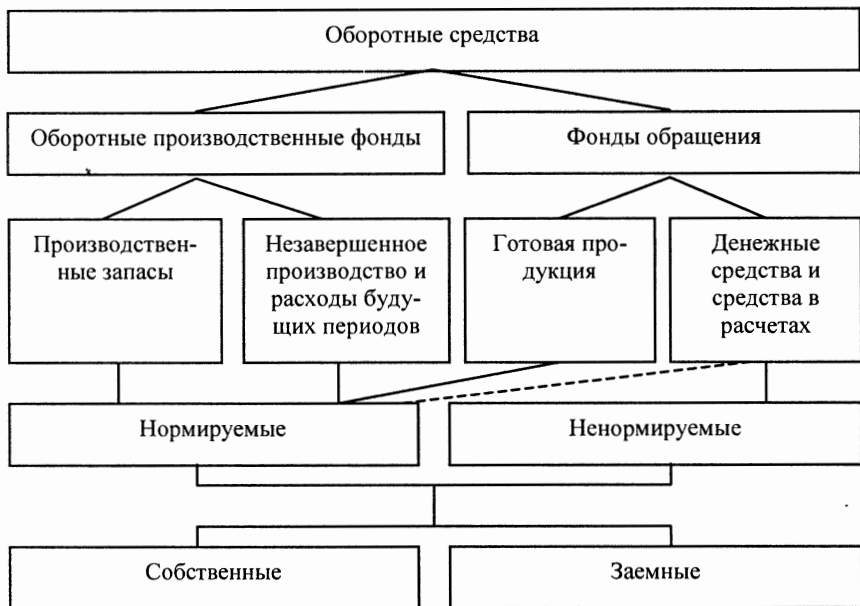 Оборотные средства
Оборотные производственные фонды
Фонды обращения
Производствен-
ные запасы
Незавершенное
производство и
расходы буду-
щих периодов
Готовая про-
дукция
Денежные
средства и
средства в
расчетах
Нормируемые
Ненормируемые
Собственные
Заемные